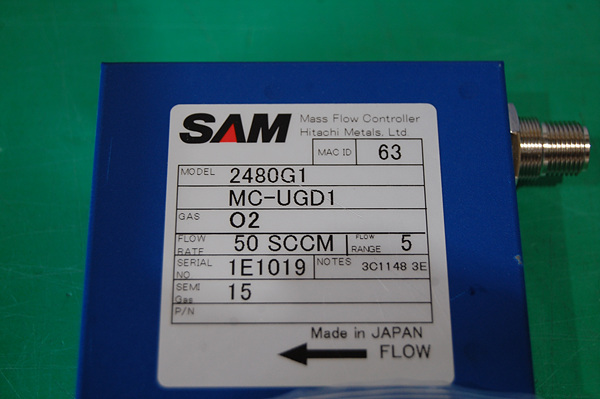 SAM Mass Flow Controller
Hitachi Metals, Ltd.
MAC ID 63
MODEL 2480G1
MC-UGD1
GAS O2
FLOW RATE 50 SCCM FLOW RANGE 5
SERIAL NO 1E1019 NOTES 3C1148 3E
SEMI Gas 15
P/N
Made in JAPAN
FLOW